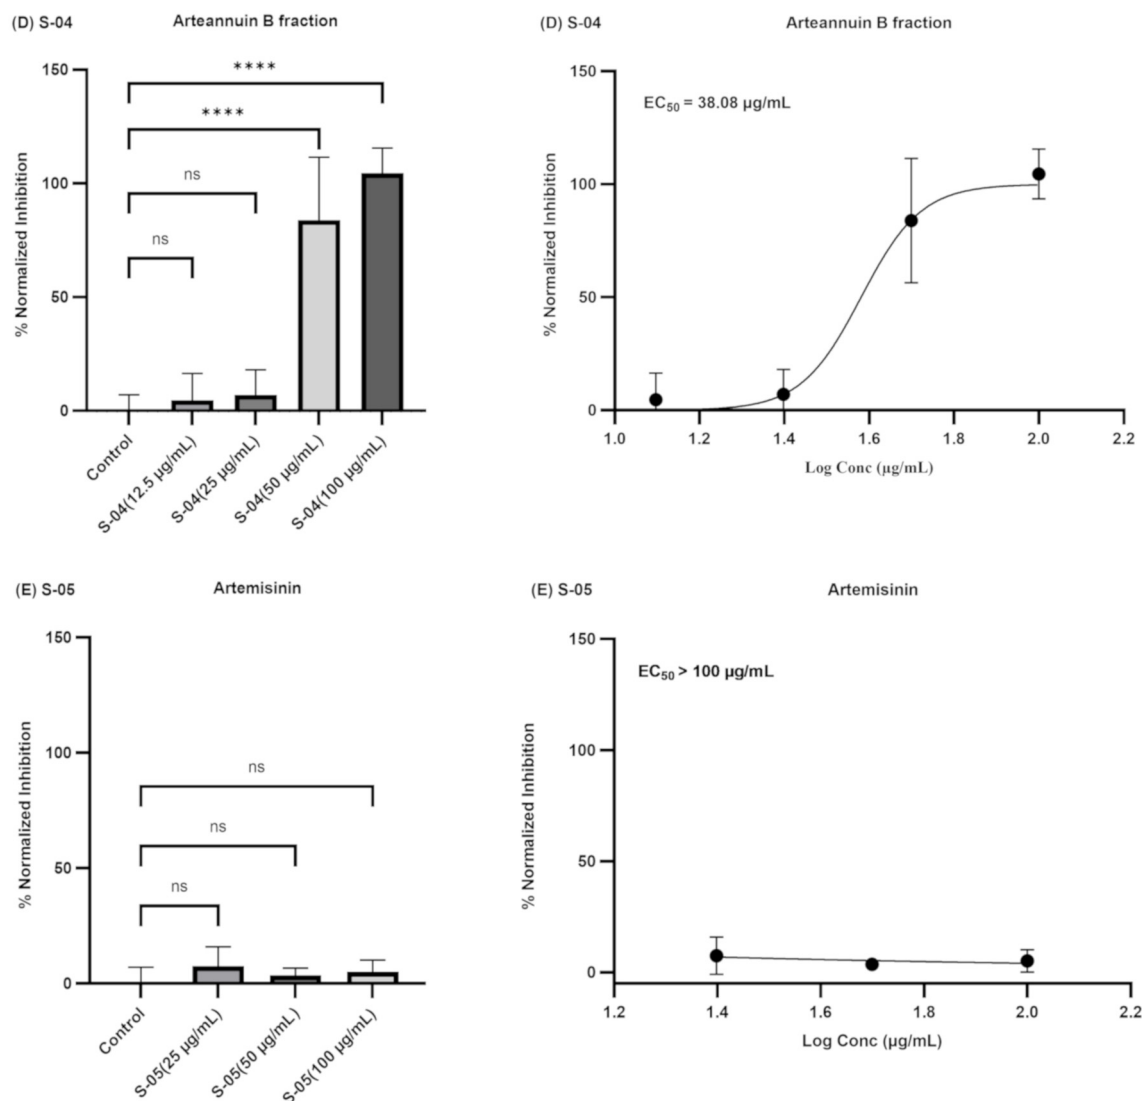 (D) S-04
Arteannuin B fraction
% Normalized Inhibition
150
100
50
0
ns
ns
****
****
Control
S-04(12.5 µg/mL)
S-04(25 µg/mL)
S-04(50 µg/mL)
S-04(100 µg/mL)
(D) S-04
Arteannuin B fraction
EC50 = 38.08 µg/mL
% Normalized Inhibition
150
100
50
0
1.0 1.2 1.4 1.6 1.8 2.0 2.2
Log Conc (µg/mL)
(E) S-05
Artemisinin
% Normalized Inhibition
150
100
50
0
ns
ns
ns
Control
S-05(25 µg/mL)
S-05(50 µg/mL)
S-05(100 µg/mL)
(E) S-05
Artemisinin
EC50 > 100 µg/mL
% Normalized Inhibition
150
100
50
0
1.2 1.4 1.6 1.8 2.0 2.2
Log Conc (µg/mL)